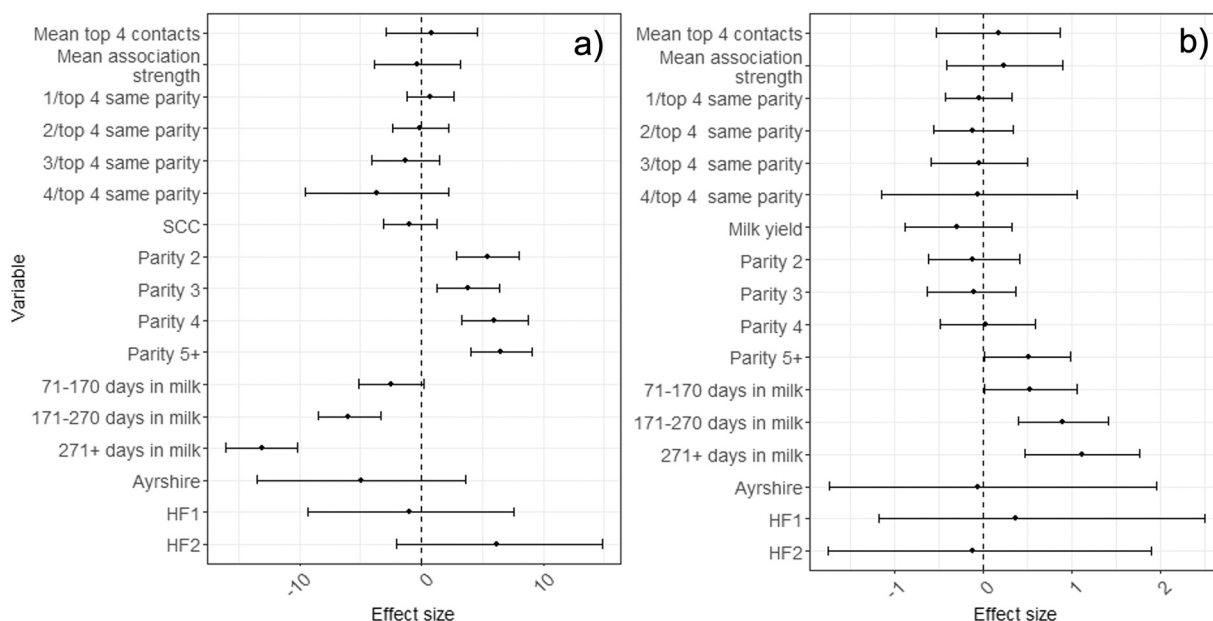 a)
Mean top 4 contacts
Mean association
strength
1/top 4 same parity
2/top 4 same parity
3/top 4 same parity
4/top 4 same parity
SCC
Parity 2
Parity 3
Parity 4
Parity 5+
71-170 days in milk
171-270 days in milk
271+ days in milk
Ayrshire
HF1
HF2
Variable
-10
0
10
Effect size
b)
Mean top 4 contacts
Mean association
strength
1/top 4 same parity
2/top 4 same parity
3/top 4 same parity
4/top 4 same parity
Milk yield
Parity 2
Parity 3
Parity 4
Parity 5+
71-170 days in milk
171-270 days in milk
271+ days in milk
Ayrshire
HF1
HF2
-1
0
1
2
Effect size